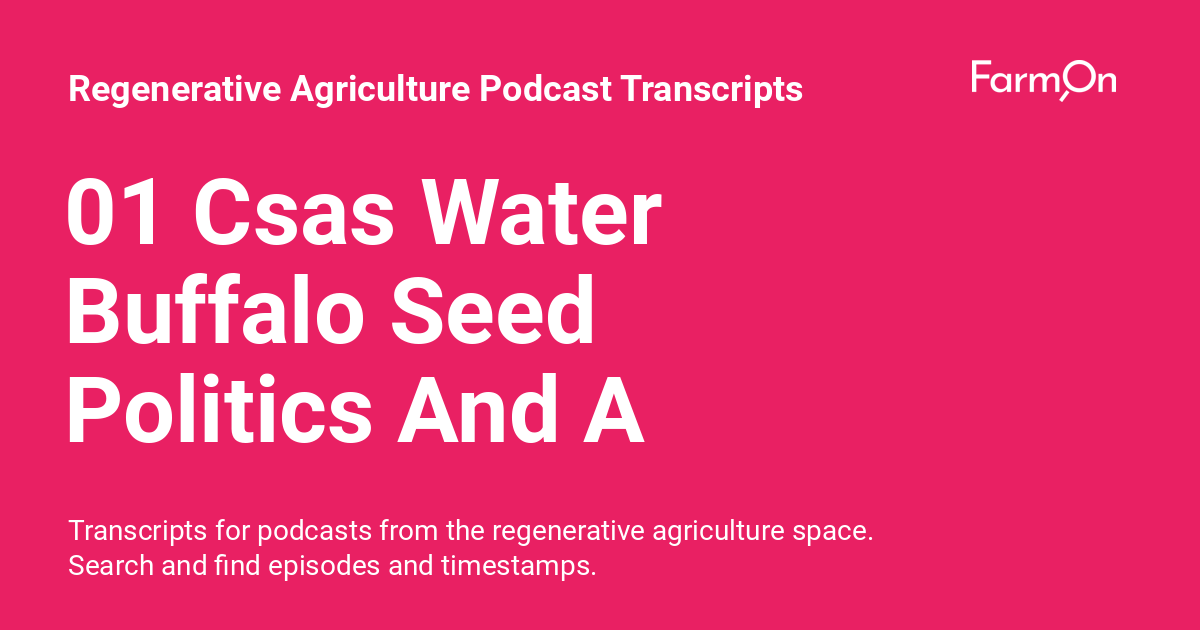 Regenerative Agriculture Podcast Transcripts
FarmOn
01 Csas Water
Buffalo Seed
Politics And A
Transcripts for podcasts from the regenerative agriculture space.
Search and find episodes and timestamps.